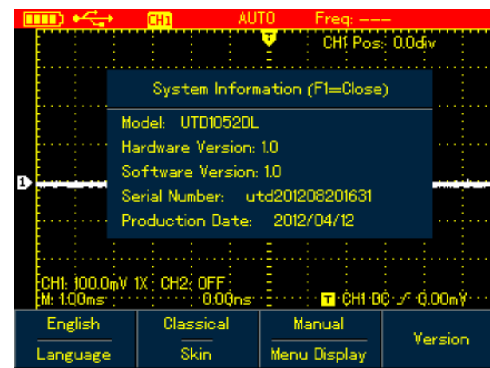 CH1 AUTO Freq: ----
T
CH1 Pos: 0.0div
System Information (F1=Close)
Model: UTD1052DL
Hardware Version: 1.0
Software Version: 1.0
Serial Number: utd201208201631
Production Date: 2012/04/12
1
CH1: 100.0mV 1X CH2: OFF
M: 1.00ms 0.00ns T CH1 DC 0.00mV
English Classical Manual
Version
Language Skin Menu Display